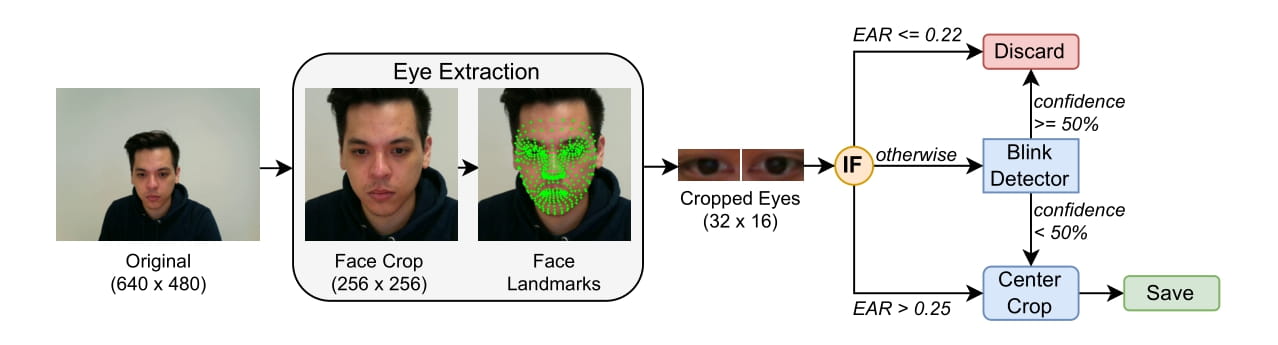 Eye Extraction
Original
(640 x 480)
Face Crop
(256 x 256)
Face
Landmarks
Cropped Eyes
(32 x 16)
IF
EAR <= 0.22
otherwise
EAR > 0.25
Discard
confidence
>= 50%
Blink
Detector
confidence
< 50%
Center
Crop
Save